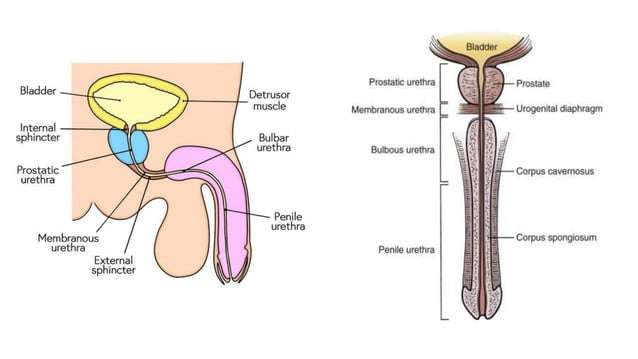 Bladder
Internal
sphincter
Prostatic
urethra
Membranous
urethra
External
sphincter
Detrusor
muscle
Bulbar
urethra
Penile
urethra
Bladder
Prostatic urethra
Prostate
Membranous urethra
Urogenital diaphragm
Bulbous urethra
Corpus cavernosus
Corpus spongiosum
Penile urethra